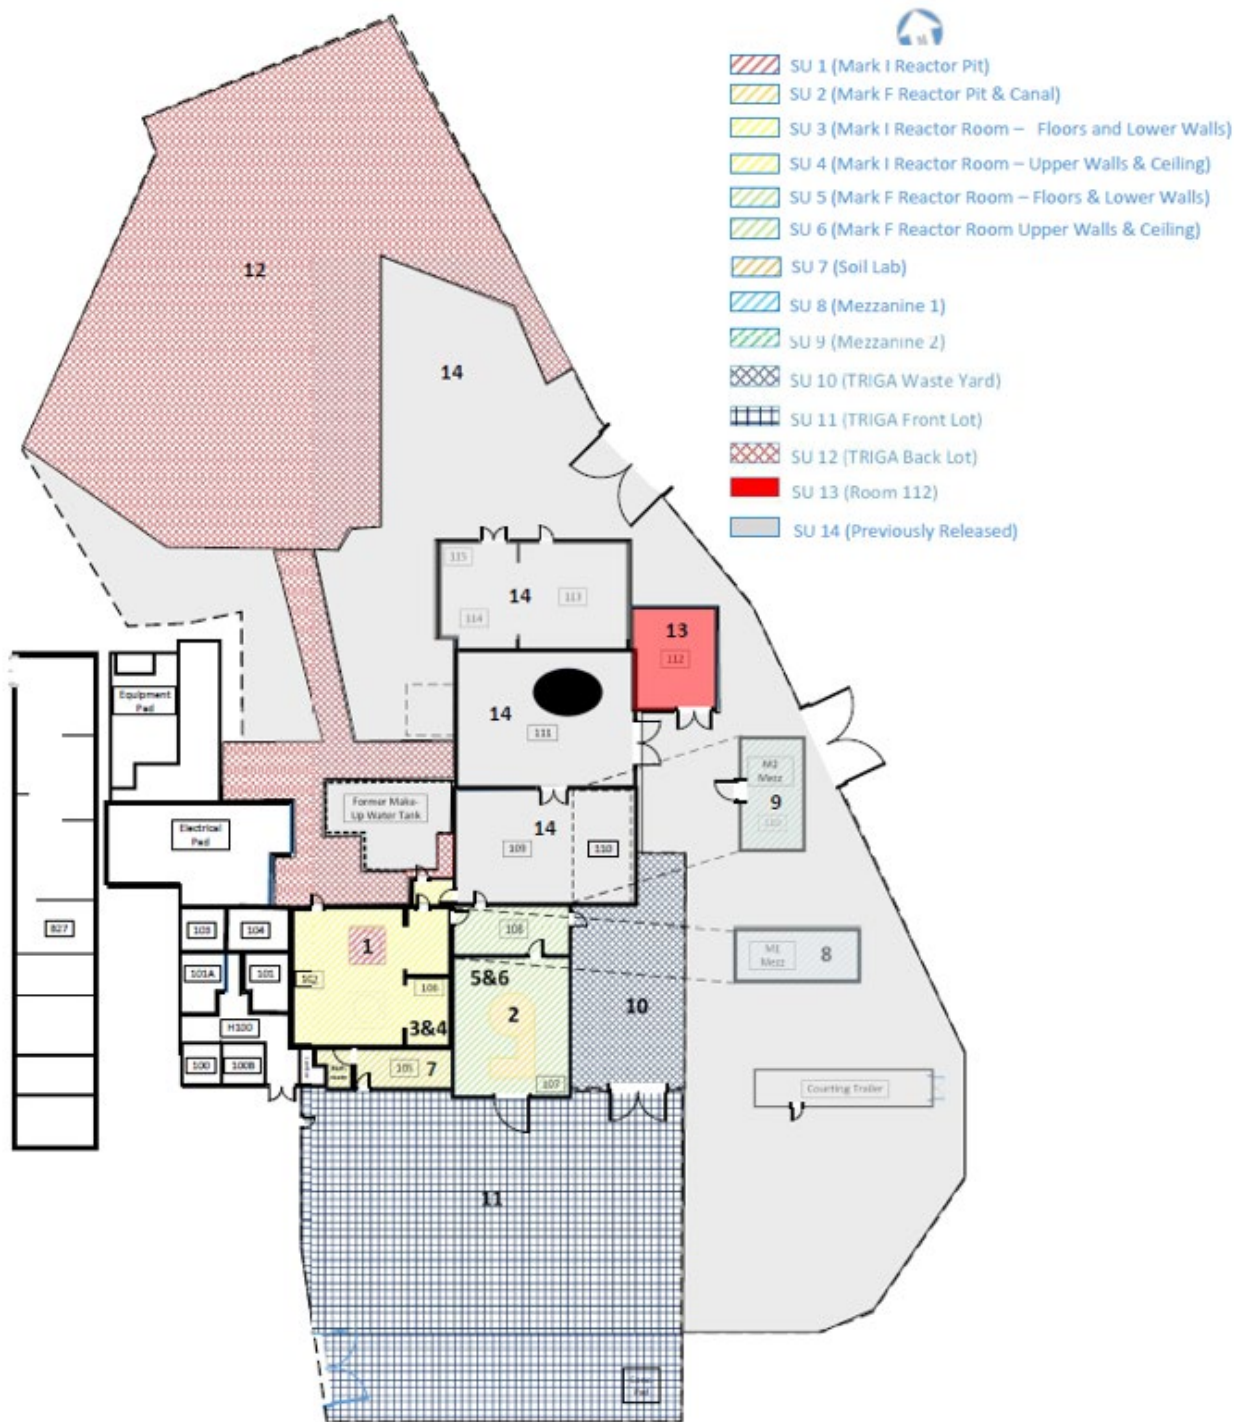 SU 1 (Mark I Reactor Pit)
SU 2 (Mark F Reactor Pit & Canal)
SU 3 (Mark I Reactor Room – Floors and Lower Walls)
SU 4 (Mark I Reactor Room – Upper Walls & Ceiling)
SU 5 (Mark F Reactor Room – Floors & Lower Walls)
SU 6 (Mark F Reactor Room Upper Walls & Ceiling)
SU 7 (Soil Lab)
SU 8 (Mezzanine 1)
SU 9 (Mezzanine 2)
SU 10 (TRIGA Waste Yard)
SU 11 (TRIGA Front Lot)
SU 12 (TRIGA Back Lot)
SU 13 (Room 112)
SU 14 (Previously Released)
12
14
115
14
113
114
13
112
Equipment
Pad
14
111
M2
Mezz
9
Former Make-
Up Water Tank
14
109
110
Electrical
Pad
827
103
104
1
108
M1
Mezz
8
101A
101
102
106
5&6
2
10
H100
3&4
100
100B
105
7
107
Counting Trailer
11
Pad